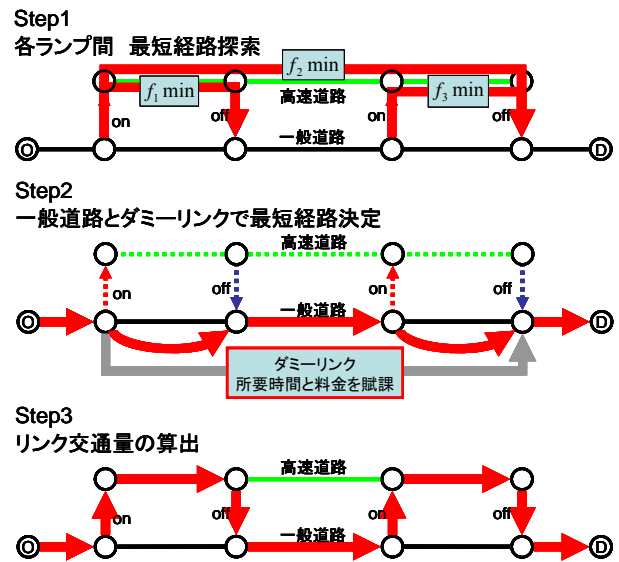 Step1
各ランプ間 最短経路探索
f₂ min
f₁ min
高速道路
f₃ min
on
off
on
off
O
一般道路
D
Step2
一般道路とダミーリンクで最短経路決定
高速道路
on
off
on
off
O
一般道路
D
ダミーリンク
所要時間と料金を賦課
Step3
リンク交通量の算出
高速道路
on
off
on
off
O
一般道路
D